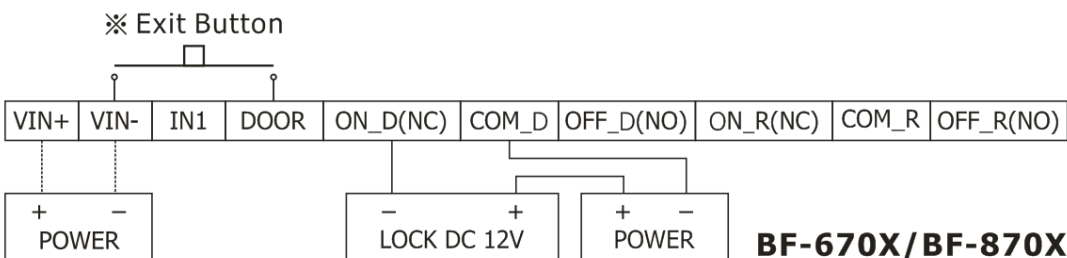 ※ Exit Button
VIN+ VIN- IN1 DOOR ON_D(NC) COM_D OFF_D(NO) ON_R(NC) COM_R OFF_R(NO)
+ − − + + −
POWER LOCK DC 12V POWER BF-670X/BF-870X